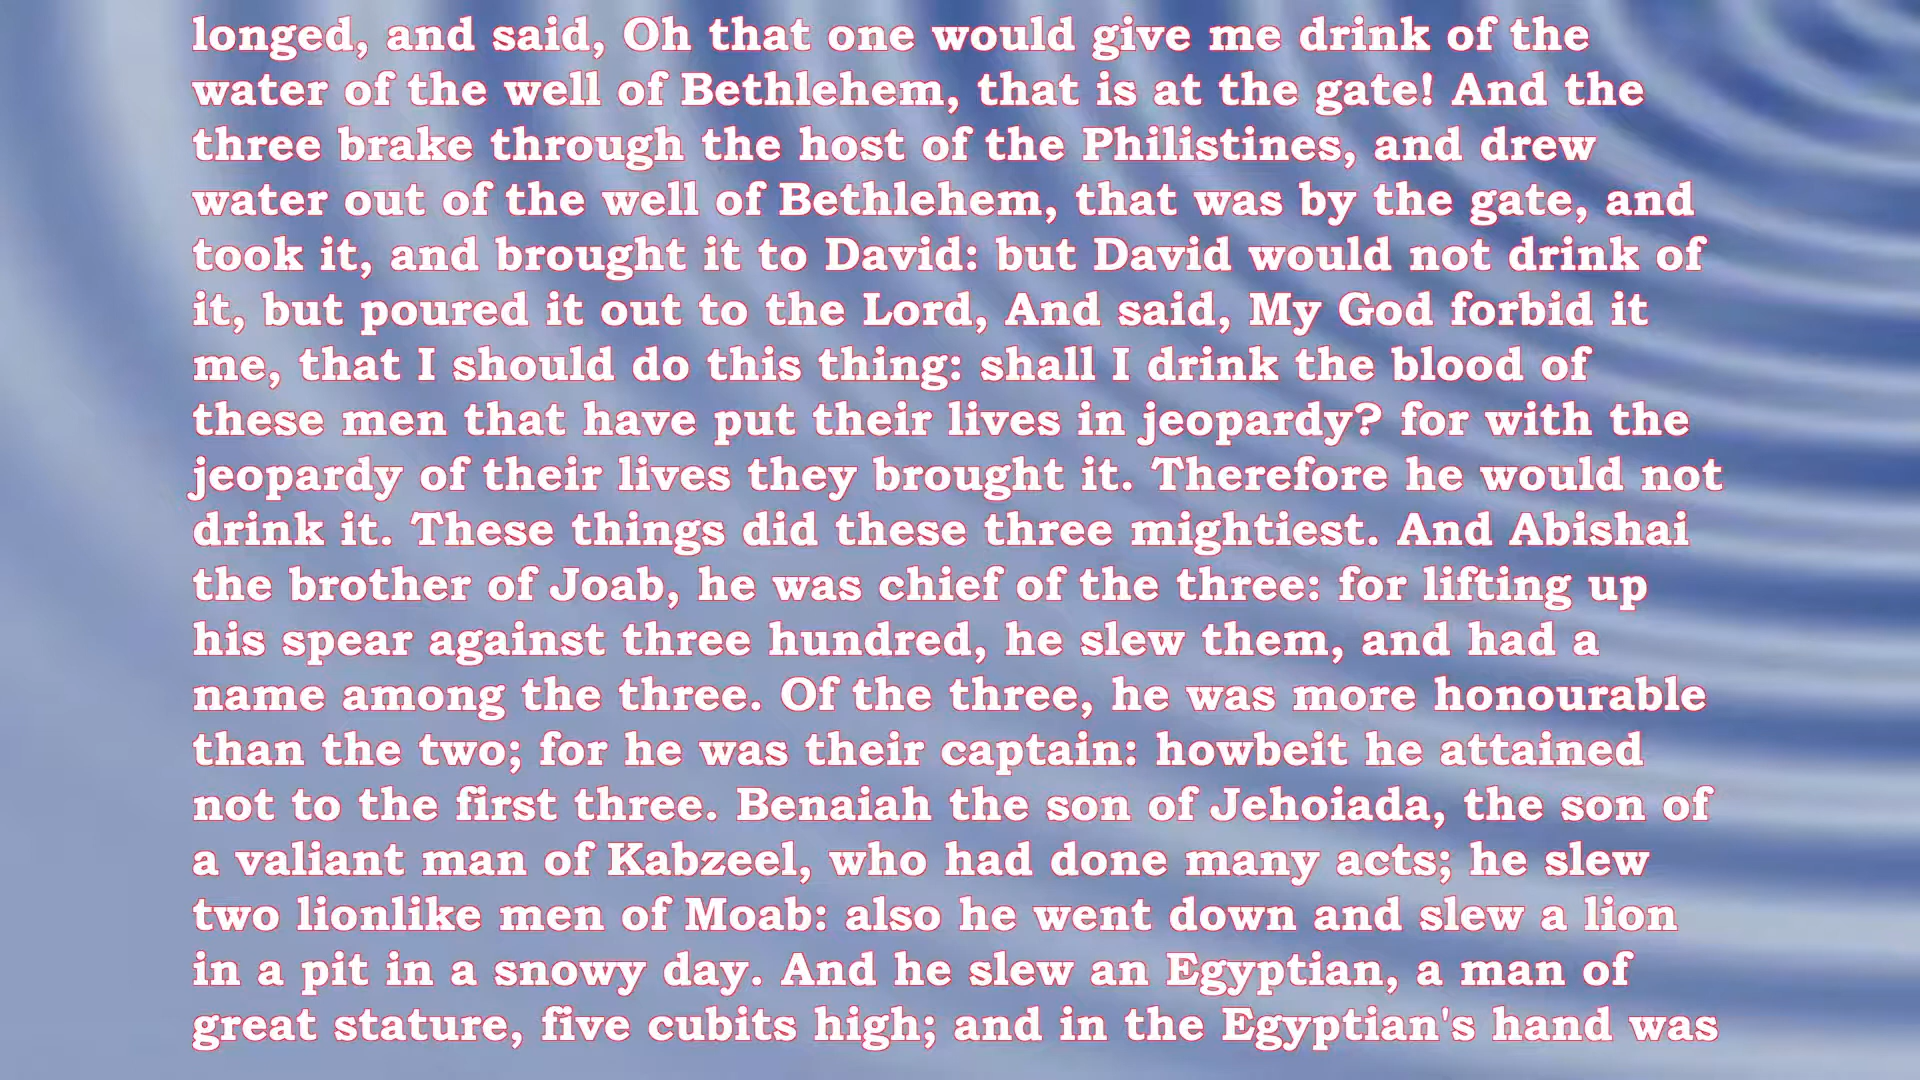 longed, and said, Oh that one would give me drink of the
water of the well of Bethlehem, that is at the gate! And the
three brake through the host of the Philistines, and drew
water out of the well of Bethlehem, that was by the gate, and
took it, and brought it to David: but David would not drink of
it, but poured it out to the Lord, And said, My God forbid it
me, that I should do this thing: shall I drink the blood of
these men that have put their lives in jeopardy? for with the
jeopardy of their lives they brought it. Therefore he would not
drink it. These things did these three mightiest. And Abishai
the brother of Joab, he was chief of the three: for lifting up
his spear against three hundred, he slew them, and had a
name among the three. Of the three, he was more honourable
than the two; for he was their captain: howbeit he attained
not to the first three. Benaiah the son of Jehoiada, the son of
a valiant man of Kabzeel, who had done many acts; he slew
two lionlike men of Moab: also he went down and slew a lion
in a pit in a snowy day. And he slew an Egyptian, a man of
great stature, five cubits high; and in the Egyptian's hand was